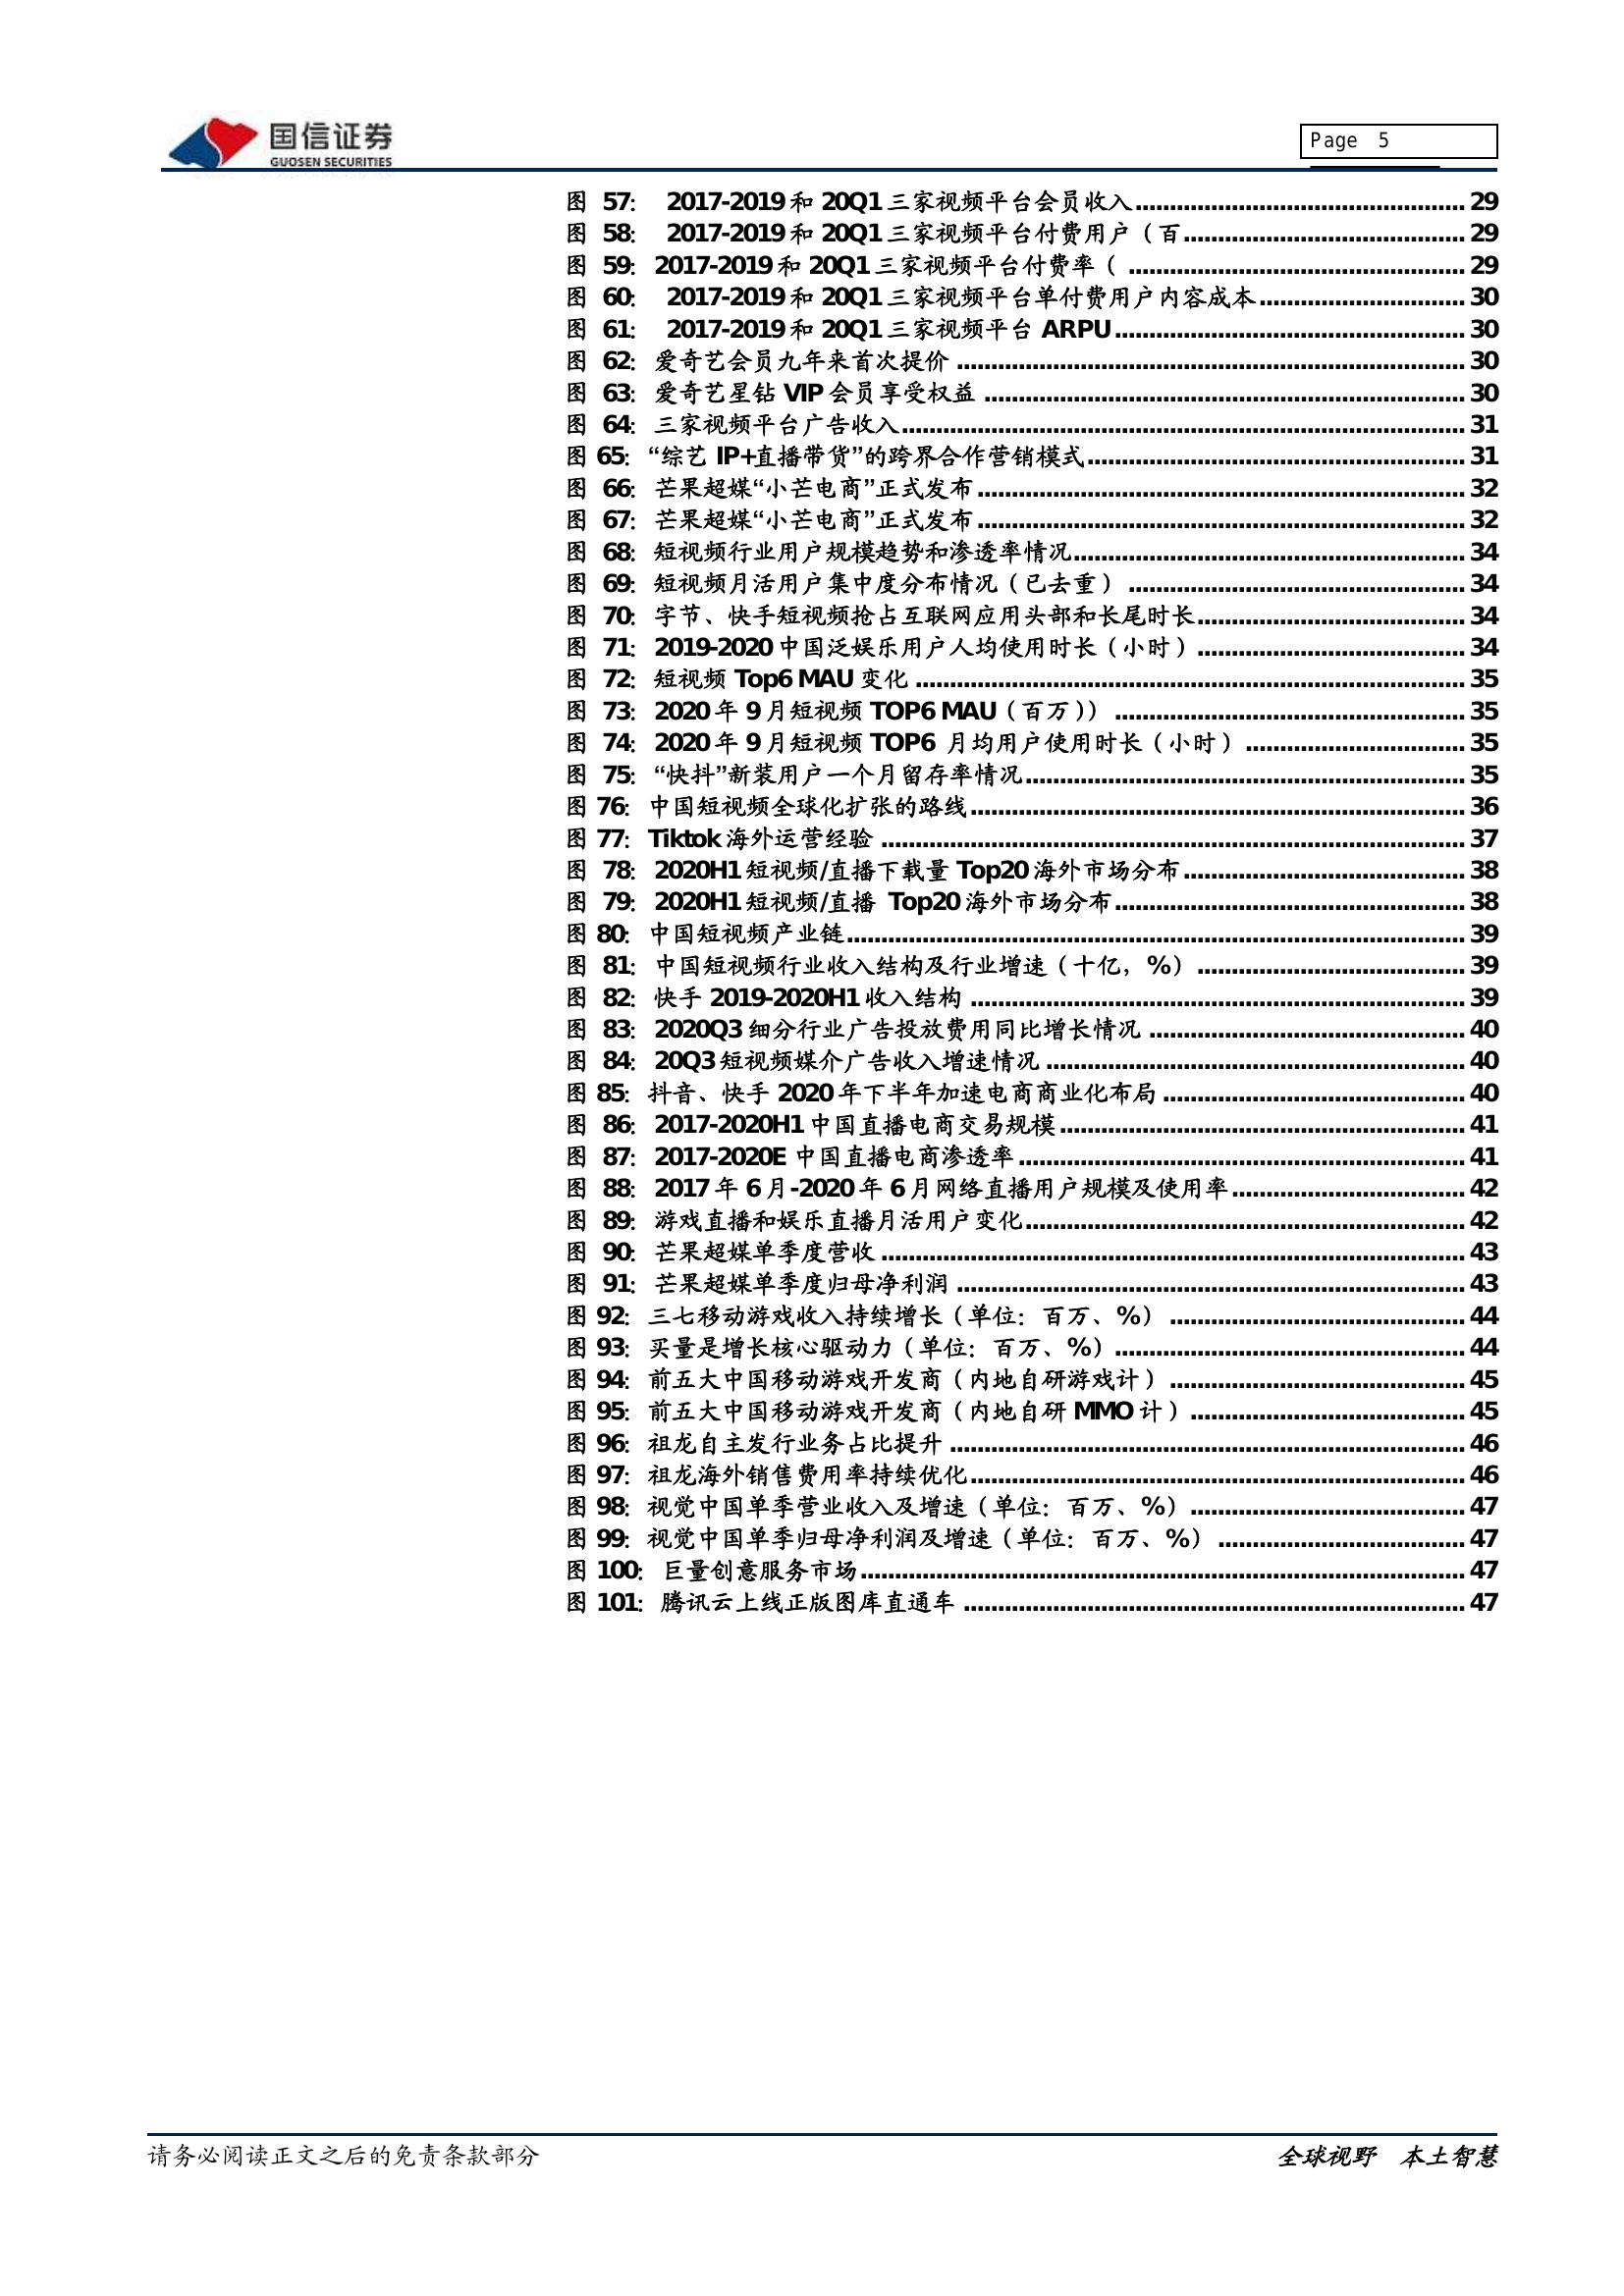 国信证券
GUOSEN SECURITIES
Page 5
图 57: 2017-2019 和 20Q1 三家视频平台会员收入 29
图 58: 2017-2019 和 20Q1 三家视频平台付费用户（百 29
图 59: 2017-2019 和 20Q1 三家视频平台付费率（ 29
图 60: 2017-2019 和 20Q1 三家视频平台单付费用户内容成本 30
图 61: 2017-2019 和 20Q1 三家视频平台 ARPU 30
图 62: 爱奇艺会员九年来首次提价 30
图 63: 爱奇艺星钻 VIP 会员享受权益 30
图 64: 三家视频平台广告收入 31
图 65: “综艺 IP+直播带货”的跨界合作营销模式 31
图 66: 芒果超媒“小芒电商”正式发布 32
图 67: 芒果超媒“小芒电商”正式发布 32
图 68: 短视频行业用户规模趋势和渗透率情况 34
图 69: 短视频月活用户集中度分布情况（已去重） 34
图 70: 字节、快手短视频抢占互联网应用头部和长尾时长 34
图 71: 2019-2020 中国泛娱乐用户人均使用时长（小时） 34
图 72: 短视频 Top6 MAU 变化 35
图 73: 2020 年 9 月短视频 TOP6 MAU（百万）） 35
图 74: 2020 年 9 月短视频 TOP6 月均用户使用时长（小时） 35
图 75: “快抖”新装用户一个月留存率情况 35
图 76: 中国短视频全球化扩张的路线 36
图 77: Tiktok 海外运营经验 37
图 78: 2020H1 短视频/直播下载量 Top20 海外市场分布 38
图 79: 2020H1 短视频/直播 Top20 海外市场分布 38
图 80: 中国短视频产业链 39
图 81: 中国短视频行业收入结构及行业增速（十亿，%） 39
图 82: 快手 2019-2020H1 收入结构 39
图 83: 2020Q3 细分行业广告投放费用同比增长情况 40
图 84: 20Q3 短视频媒介广告收入增速情况 40
图 85: 抖音、快手 2020 年下半年加速电商商业化布局 40
图 86: 2017-2020H1 中国直播电商交易规模 41
图 87: 2017-2020E 中国直播电商渗透率 41
图 88: 2017 年 6 月-2020 年 6 月网络直播用户规模及使用率 42
图 89: 游戏直播和娱乐直播月活用户变化 42
图 90: 芒果超媒单季度营收 43
图 91: 芒果超媒单季度归母净利润 43
图 92: 三七移动游戏收入持续增长（单位：百万、%） 44
图 93: 买量是增长核心驱动力（单位：百万、%） 44
图 94: 前五大中国移动游戏开发商（内地自研游戏计） 45
图 95: 前五大中国移动游戏开发商（内地自研 MMO 计） 45
图 96: 祖龙自主发行业务占比提升 46
图 97: 祖龙海外销售费用率持续优化 46
图 98: 视觉中国单季营业收入及增速（单位：百万、%） 47
图 99: 视觉中国单季归母净利润及增速（单位：百万、%） 47
图 100: 巨量创意服务市场 47
图 101: 腾讯云上线正版图库直通车 47
请务必阅读正文之后的免责条款部分
全球视野 本土智慧